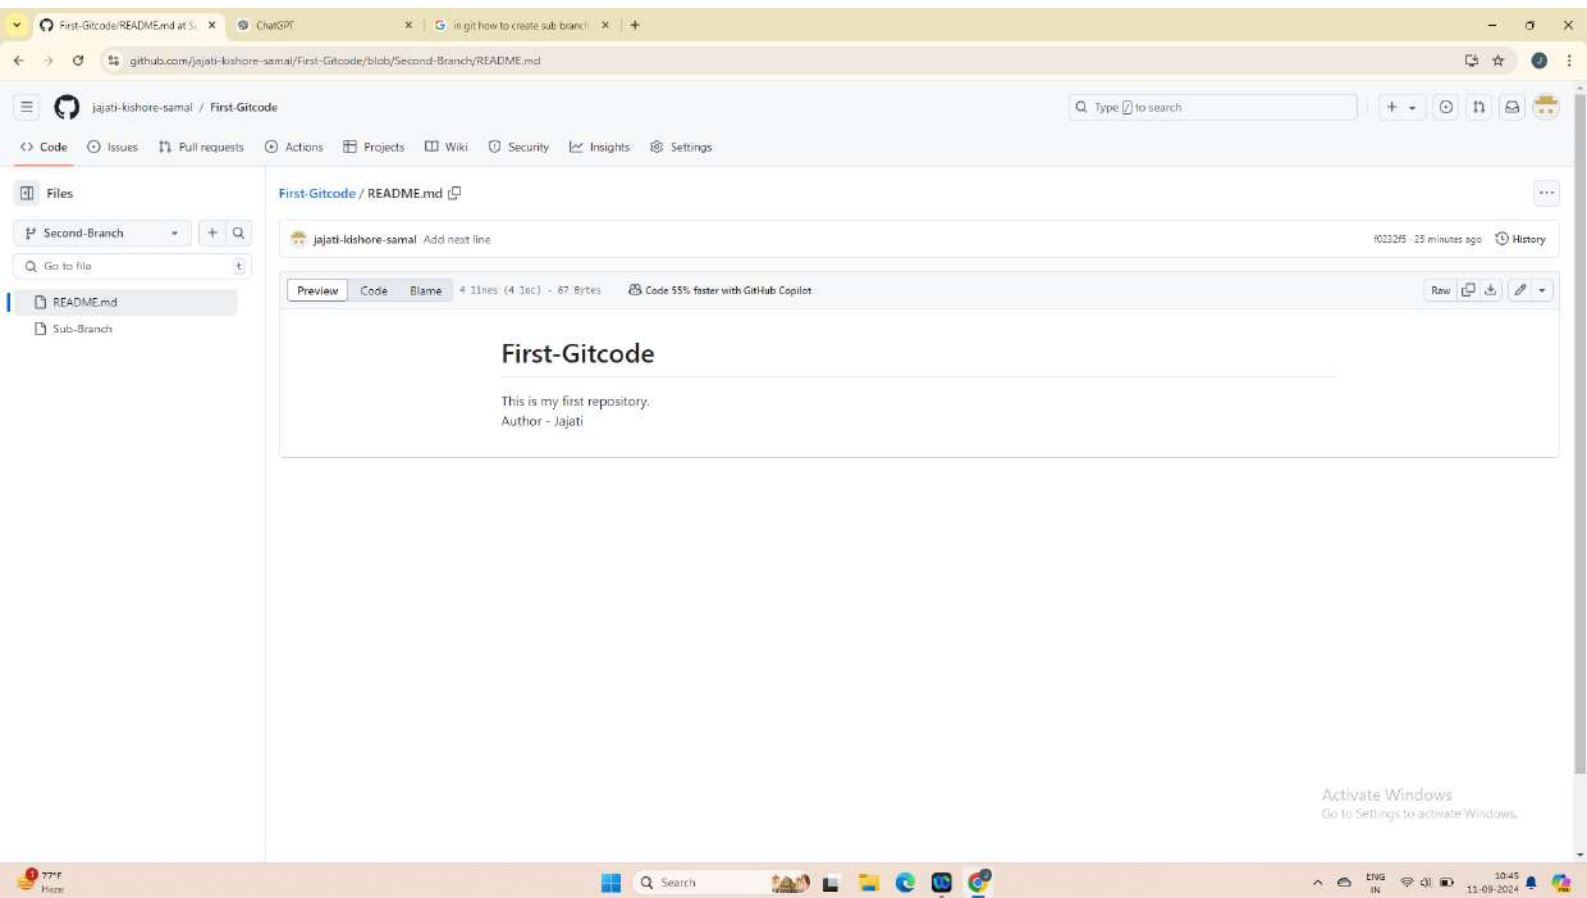 First-Gitcode/README.md at S
ChatGPT
in git how to create sub branch
github.com/jajati-kishore-samal/First-Gitcode/blob/Second-Branch/README.md
jajati-kishore-samal / First-Gitcode
Type / to search
Code
Issues
Pull requests
Actions
Projects
Wiki
Security
Insights
Settings
Files
First-Gitcode / README.md
Second-Branch
jajati-kishore-samal Add next line
f0232f5 · 25 minutes ago
History
Go to file
t
README.md
Sub-Branch
Preview
Code
Blame
4 lines (4 loc) · 67 Bytes
Code 55% faster with GitHub Copilot
Raw
First-Gitcode
This is my first repository.
Author - Jajati
Activate Windows
Go to Settings to activate Windows.
1
77°F
Haze
Search
ENG
IN
10:45
11-09-2024